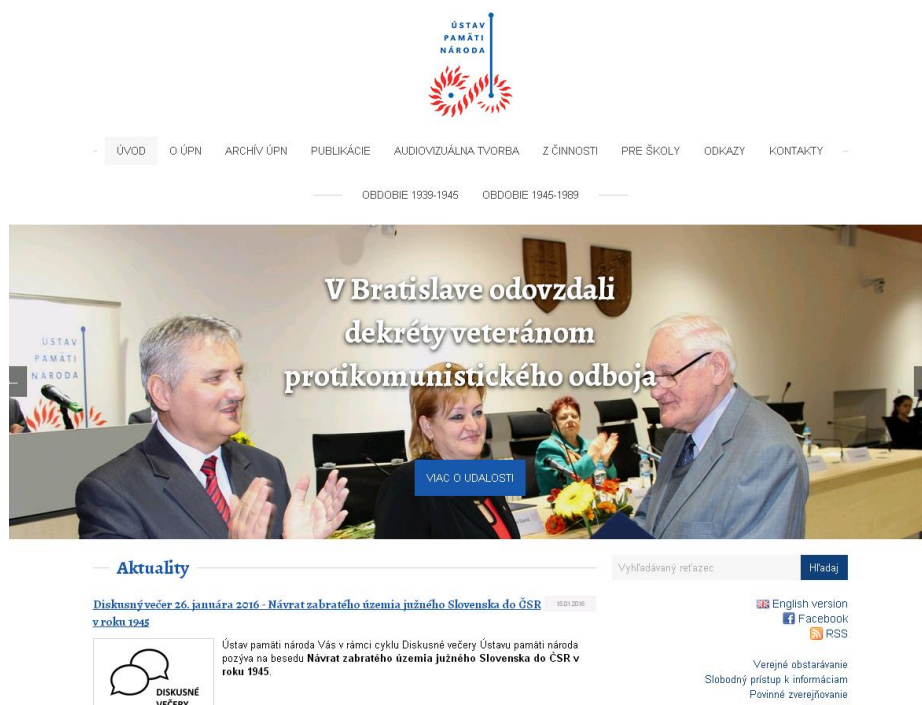 ÚSTAV
PAMÄTI
NÁRODA
ÚVOD O ÚPN ARCHÍV ÚPN PUBLIKÁCIE AUDIOVIZUÁLNA TVORBA Z ČINNOSTI PRE ŠKOLY ODKAZY KONTAKTY
OBDOBIE 1939-1945 OBDOBIE 1945-1989
V Bratislave odovzdali
dekréty veteránom
protikomunistického odboja
ÚSTAV
PAMÄTI
NÁRODA
VIAC O UDALOSTI
Aktuality
Vyhľadávaný reťazec Hľadaj
Diskusný večer 26. januára 2016 - Návrat zabratého územia južného Slovenska do ČSR
v roku 1945
15.01.2016
Ústav pamäti národa Vás v rámci cyklu Diskusné večery Ústavu pamäti národa
pozýva na besedu Návrat zabratého územia južného Slovenska do ČSR v
roku 1945.
DISKUSNÉ
VEČERY
English version
Facebook
RSS
Verejné obstarávanie
Slobodný prístup k informáciam
Povinné zverejňovanie